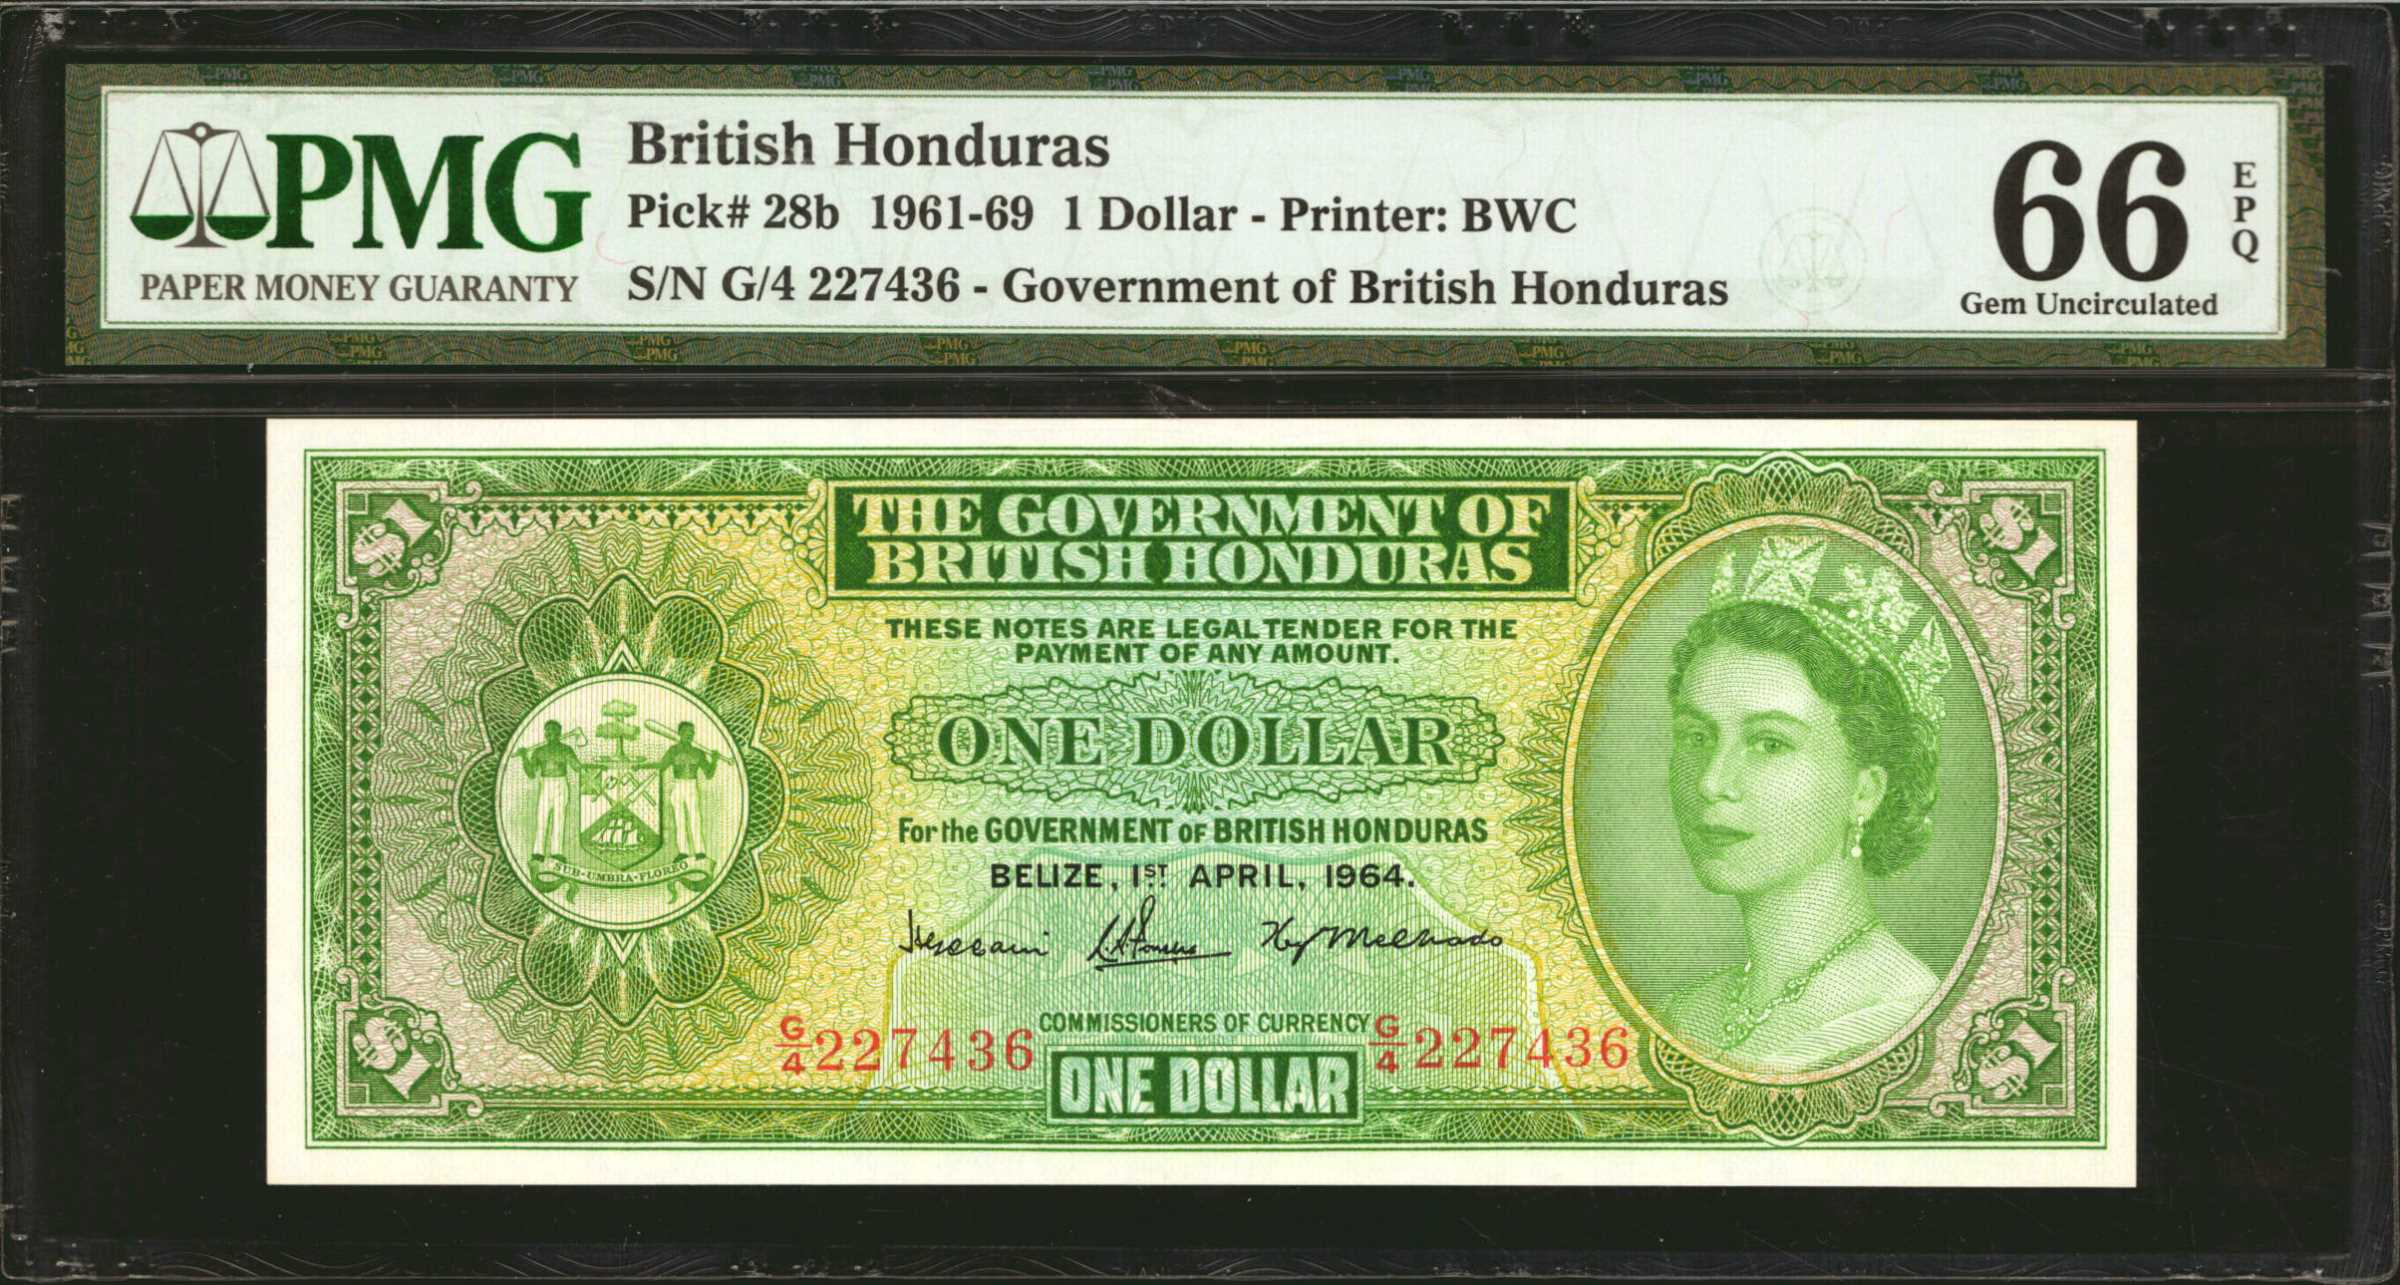 PMG
PAPER MONEY GUARANTY
British Honduras
Pick# 28b 1961-69 1 Dollar - Printer: BWC
S/N G/4 227436 - Government of British Honduras
66
EPQ
Gem Uncirculated
$1
$1
THE GOVERNMENT OF
BRITISH HONDURAS
THESE NOTES ARE LEGAL TENDER FOR THE
PAYMENT OF ANY AMOUNT.
ONE DOLLAR
For the GOVERNMENT OF BRITISH HONDURAS
SUB·UMBRA·FLOREO
BELIZE, 1ST APRIL, 1964.
COMMISSIONERS OF CURRENCY
G/4 227436
G/4 227436
ONE DOLLAR
$1
$1